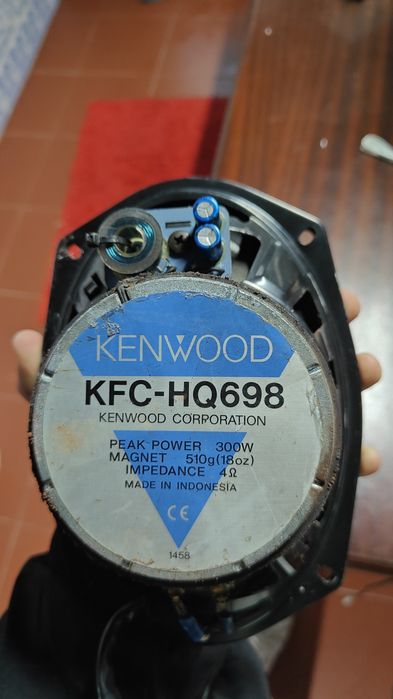 KENWOOD
KFC-HQ698
KENWOOD CORPORATION
PEAK POWER 300W
MAGNET 510g(18oz)
IMPEDANCE 4Ω
MADE IN INDONESIA
CE
1458